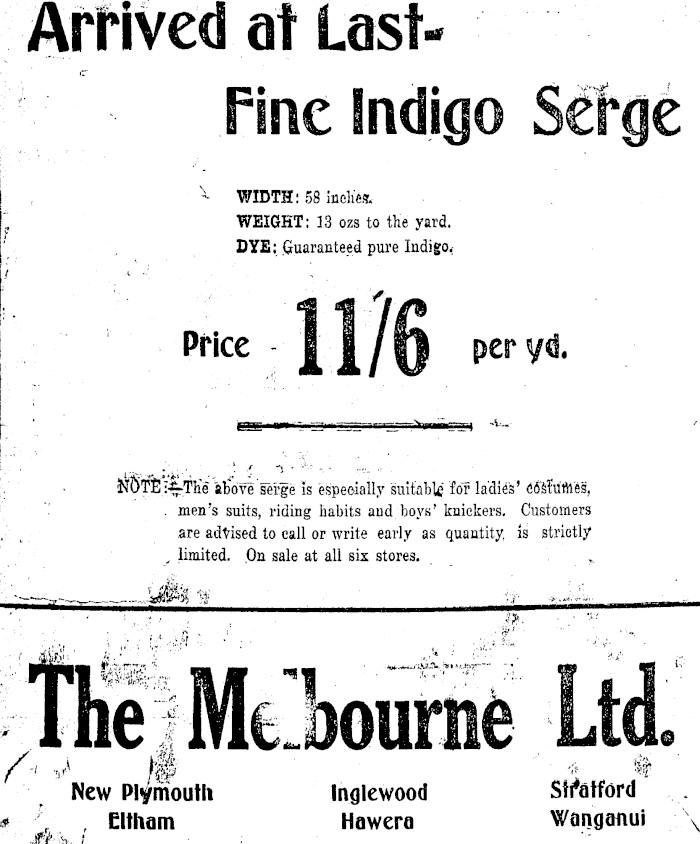 Arrived at Last-
Fine Indigo Serge
WIDTH: 58 inches.
WEIGHT: 13 ozs to the yard.
DYE: Guaranteed pure Indigo.
Price - 11/6 per yd.
NOTE:—The above serge is especially suitable for ladies' costumes,
men's suits, riding habits and boys' knickers. Customers
are advised to call or write early as quantity is strictly
limited. On sale at all six stores.
The Melbourne Ltd.
New Plymouth Inglewood Stratford
Eltham Hawera Wanganui